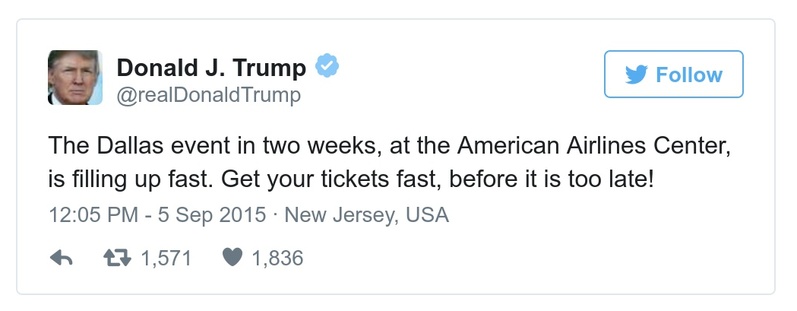 Donald J. Trump
@realDonaldTrump
Follow
The Dallas event in two weeks, at the American Airlines Center,
is filling up fast. Get your tickets fast, before it is too late!
12:05 PM - 5 Sep 2015 · New Jersey, USA
1,571 1,836